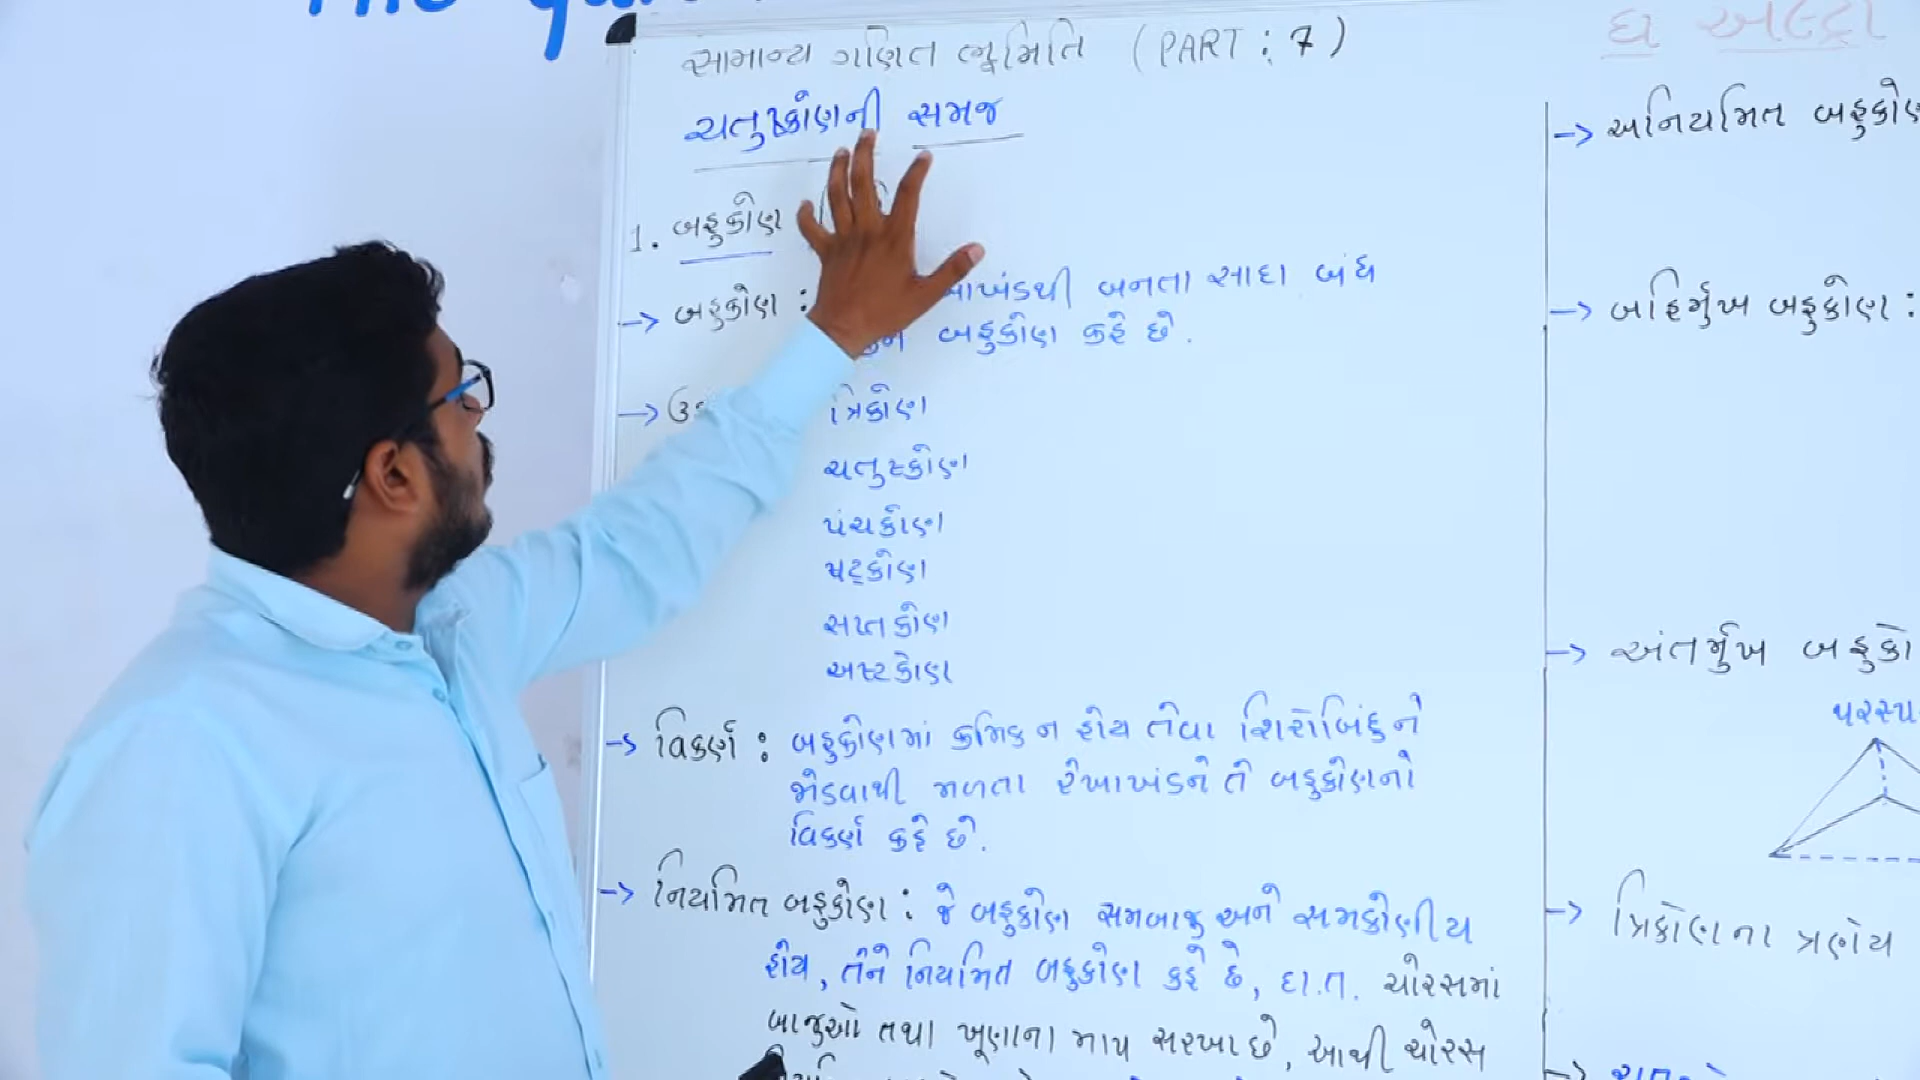 સામાન્ય ગણિત ભૂમિતિ (PART : 7)
ચતુષ્કોણની સમજ
1. બહુકોણ
→ બહુકોણ :
બનતા સાદા બંધ
બહુકોણ કહે છે.
→
ત્રિકોણ
ચતુષ્કોણ
પંચકોણ
ષટ્કોણ
સપ્તકોણ
અષ્ટકોણ
→ વિકર્ણ : બહુકોણમાં ક્રમિક ન હોય તેવા શિરોબિંદુને
જોડવાથી મળતા રેખાખંડને તે બહુકોણનો
વિકર્ણ કહે છે.
→ નિયમિત બહુકોણ : જે બહુકોણ સમબાજુ અને સમકોણીય
હોય, તેને નિયમિત બહુકોણ કહે છે, દા.ત. ચોરસમાં
બાજુઓ તથા ખૂણાના માપ સરખા છે, આથી ચોરસ
→ અનિયમિત
→ બહિર્મુખ બહુકોણ :
→ અંતર્મુખ
→ ત્રિકોણના ત્રણેય